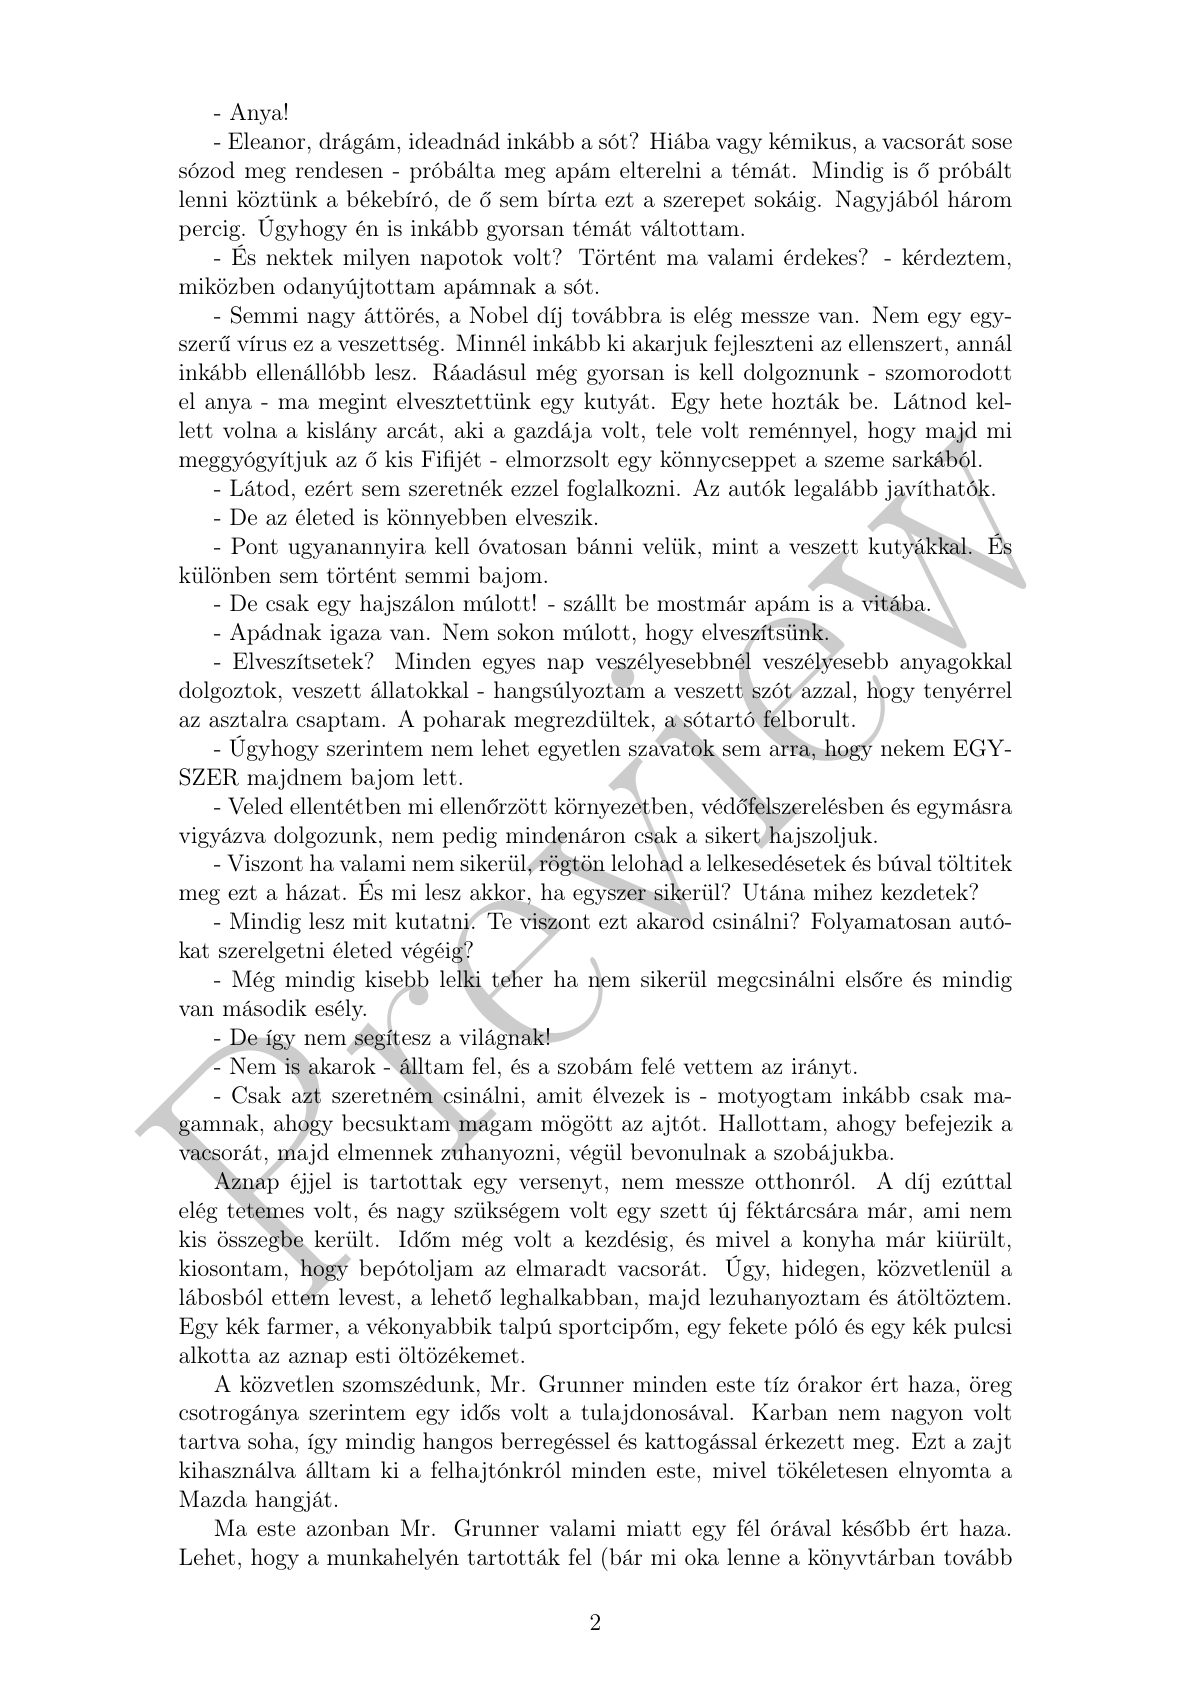 - Anya!
- Eleanor, drágám, ideadnád inkább a sót? Hiába vagy kémikus, a vacsorát sose
sózod meg rendesen - próbálta meg apám elterelni a témát. Mindig is ő próbált
lenni köztünk a békebíró, de ő sem bírta ezt a szerepet sokáig. Nagyjából három
percig. Úgyhogy én is inkább gyorsan témát váltottam.
- És nektek milyen napotok volt? Történt ma valami érdekes? - kérdeztem,
miközben odanyújtottam apámnak a sót.
- Semmi nagy áttörés, a Nobel díj továbbra is elég messze van. Nem egy egy-
szerű vírus ez a veszettség. Minnél inkább ki akarjuk fejleszteni az ellenszert, annál
inkább ellenállóbb lesz. Ráadásul még gyorsan is kell dolgoznunk - szomorodott
el anya - ma megint elvesztettünk egy kutyát. Egy hete hozták be. Látnod kel-
lett volna a kislány arcát, aki a gazdája volt, tele volt reménnyel, hogy majd mi
meggyógyítjuk az ő kis Fifijét - elmorzsolt egy könnycseppet a szeme sarkából.
- Látod, ezért sem szeretnék ezzel foglalkozni. Az autók legalább javíthatók.
- De az életed is könnyebben elveszik.
- Pont ugyanannyira kell óvatosan bánni velük, mint a veszett kutyákkal. És
különben sem történt semmi bajom.
- De csak egy hajszálon múlott! - szállt be mostmár apám is a vitába.
- Apádnak igaza van. Nem sokon múlott, hogy elveszítsünk.
- Elveszítsetek? Minden egyes nap veszélyesebbnél veszélyesebb anyagokkal
dolgoztok, veszett állatokkal - hangsúlyoztam a veszett szót azzal, hogy tenyérrel
az asztalra csaptam. A poharak megrezdültek, a sótartó felborult.
- Úgyhogy szerintem nem lehet egyetlen szavatok sem arra, hogy nekem EGY-
SZER majdnem bajom lett.
- Veled ellentétben mi ellenőrzött környezetben, védőfelszerelésben és egymásra
vigyázva dolgozunk, nem pedig mindenáron csak a sikert hajszoljuk.
- Viszont ha valami nem sikerül, rögtön lelohad a lelkesedésetek és búval töltitek
meg ezt a házat. És mi lesz akkor, ha egyszer sikerül? Utána mihez kezdetek?
- Mindig lesz mit kutatni. Te viszont ezt akarod csinálni? Folyamatosan autó-
kat szerelgetni életed végéig?
- Még mindig kisebb lelki teher ha nem sikerül megcsinálni elsőre és mindig
van második esély.
- De így nem segítesz a világnak!
- Nem is akarok - álltam fel, és a szobám felé vettem az irányt.
- Csak azt szeretném csinálni, amit élvezek is - motyogtam inkább csak ma-
gamnak, ahogy becsuktam magam mögött az ajtót. Hallottam, ahogy befejezik a
vacsorát, majd elmennek zuhanyozni, végül bevonulnak a szobájukba.
Aznap éjjel is tartottak egy versenyt, nem messze otthonról. A díj ezúttal
elég tetemes volt, és nagy szükségem volt egy szett új féktárcsára már, ami nem
kis összegbe került. Időm még volt a kezdésig, és mivel a konyha már kiürült,
kiosontam, hogy bepótoljam az elmaradt vacsorát. Úgy, hidegen, közvetlenül a
lábosból ettem levest, a lehető leghalkabban, majd lezuhanyoztam és átöltöztem.
Egy kék farmer, a vékonyabbik talpú sportcipőm, egy fekete póló és egy kék pulcsi
alkotta az aznap esti öltözékemet.
A közvetlen szomszédunk, Mr. Grunner minden este tíz órakor ért haza, öreg
csotrogánya szerintem egy idős volt a tulajdonosával. Karban nem nagyon volt
tartva soha, így mindig hangos berregéssel és kattogással érkezett meg. Ezt a zajt
kihasználva álltam ki a felhajtónkról minden este, mivel tökéletesen elnyomta a
Mazda hangját.
Ma este azonban Mr. Grunner valami miatt egy fél órával később ért haza.
Lehet, hogy a munkahelyén tartották fel (bár mi oka lenne a könyvtárban tovább
2
Preview